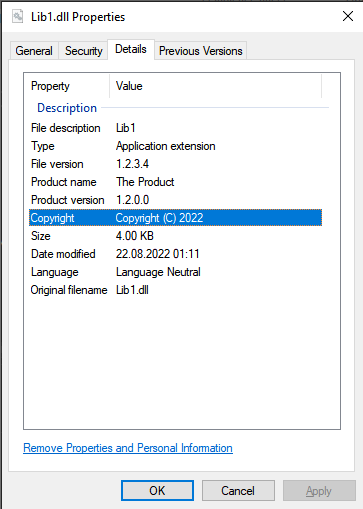 Lib1.dll Properties
General Security Details Previous Versions
Property Value
Description
File description Lib1
Type Application extension
File version 1.2.3.4
Product name The Product
Product version 1.2.0.0
Copyright Copyright (C) 2022
Size 4.00 KB
Date modified 22.08.2022 01:11
Language Language Neutral
Original filename Lib1.dll
Remove Properties and Personal Information
OK Cancel Apply